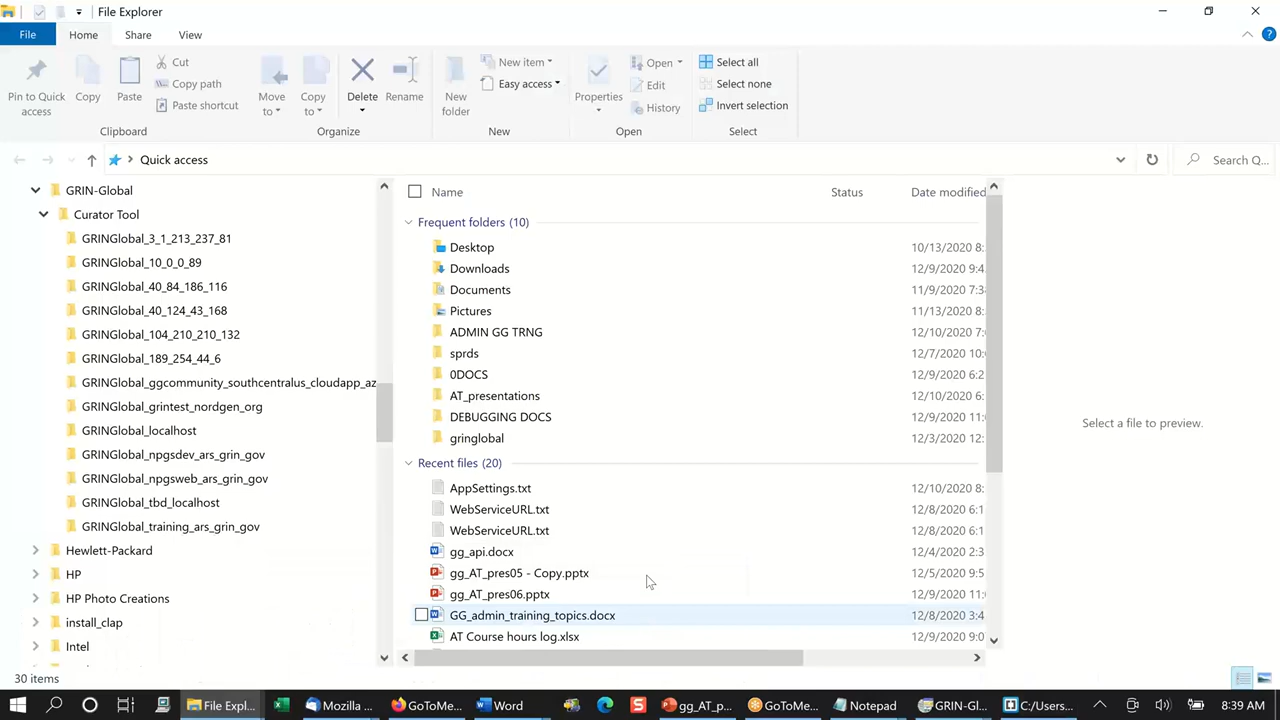 File Explorer
File
Home
Share
View
Pin to Quick access
Copy
Paste
Cut
Copy path
Paste shortcut
Clipboard
Move to
Copy to
Delete
Rename
Organize
New folder
New item
Easy access
New
Properties
Open
Edit
History
Open
Select all
Select none
Invert selection
Select
Quick access
Search Q...
GRIN-Global
Curator Tool
GRINGlobal_3_1_213_237_81
GRINGlobal_10_0_0_89
GRINGlobal_40_84_186_116
GRINGlobal_40_124_43_168
GRINGlobal_104_210_210_132
GRINGlobal_189_254_44_6
GRINGlobal_ggcommunity_southcentralus_cloudapp_az
GRINGlobal_grintest_nordgen_org
GRINGlobal_localhost
GRINGlobal_npgsdev_ars_grin_gov
GRINGlobal_npgsweb_ars_grin_gov
GRINGlobal_tbd_localhost
GRINGlobal_training_ars_grin_gov
Hewlett-Packard
HP
HP Photo Creations
install_clap
Intel
Name Status Date modified
Frequent folders (10)
Desktop 10/13/2020 8:
Downloads 12/9/2020 9:4
Documents 11/9/2020 7:3
Pictures 11/13/2020 8:
ADMIN GG TRNG 12/10/2020 7:
sprds 12/7/2020 10:
0DOCS 12/9/2020 6:2
AT_presentations 12/10/2020 6:
DEBUGGING DOCS 12/9/2020 11:
gringlobal 12/3/2020 12:
Recent files (20)
AppSettings.txt 12/10/2020 8:
WebServiceURL.txt 12/8/2020 6:1
WebServiceURL.txt 12/8/2020 6:1
gg_api.docx 12/4/2020 2:3
gg_AT_pres05 - Copy.pptx 12/5/2020 9:5
gg_AT_pres06.pptx 12/9/2020 11:
GG_admin_training_topics.docx 12/8/2020 3:4
AT Course hours log.xlsx 12/9/2020 9:0
Select a file to preview.
30 items
File Expl...
Mozilla ...
GoToMe...
Word
gg_AT_p...
GoToMe...
Notepad
GRIN-Gl...
C:/Users...
8:39 AM